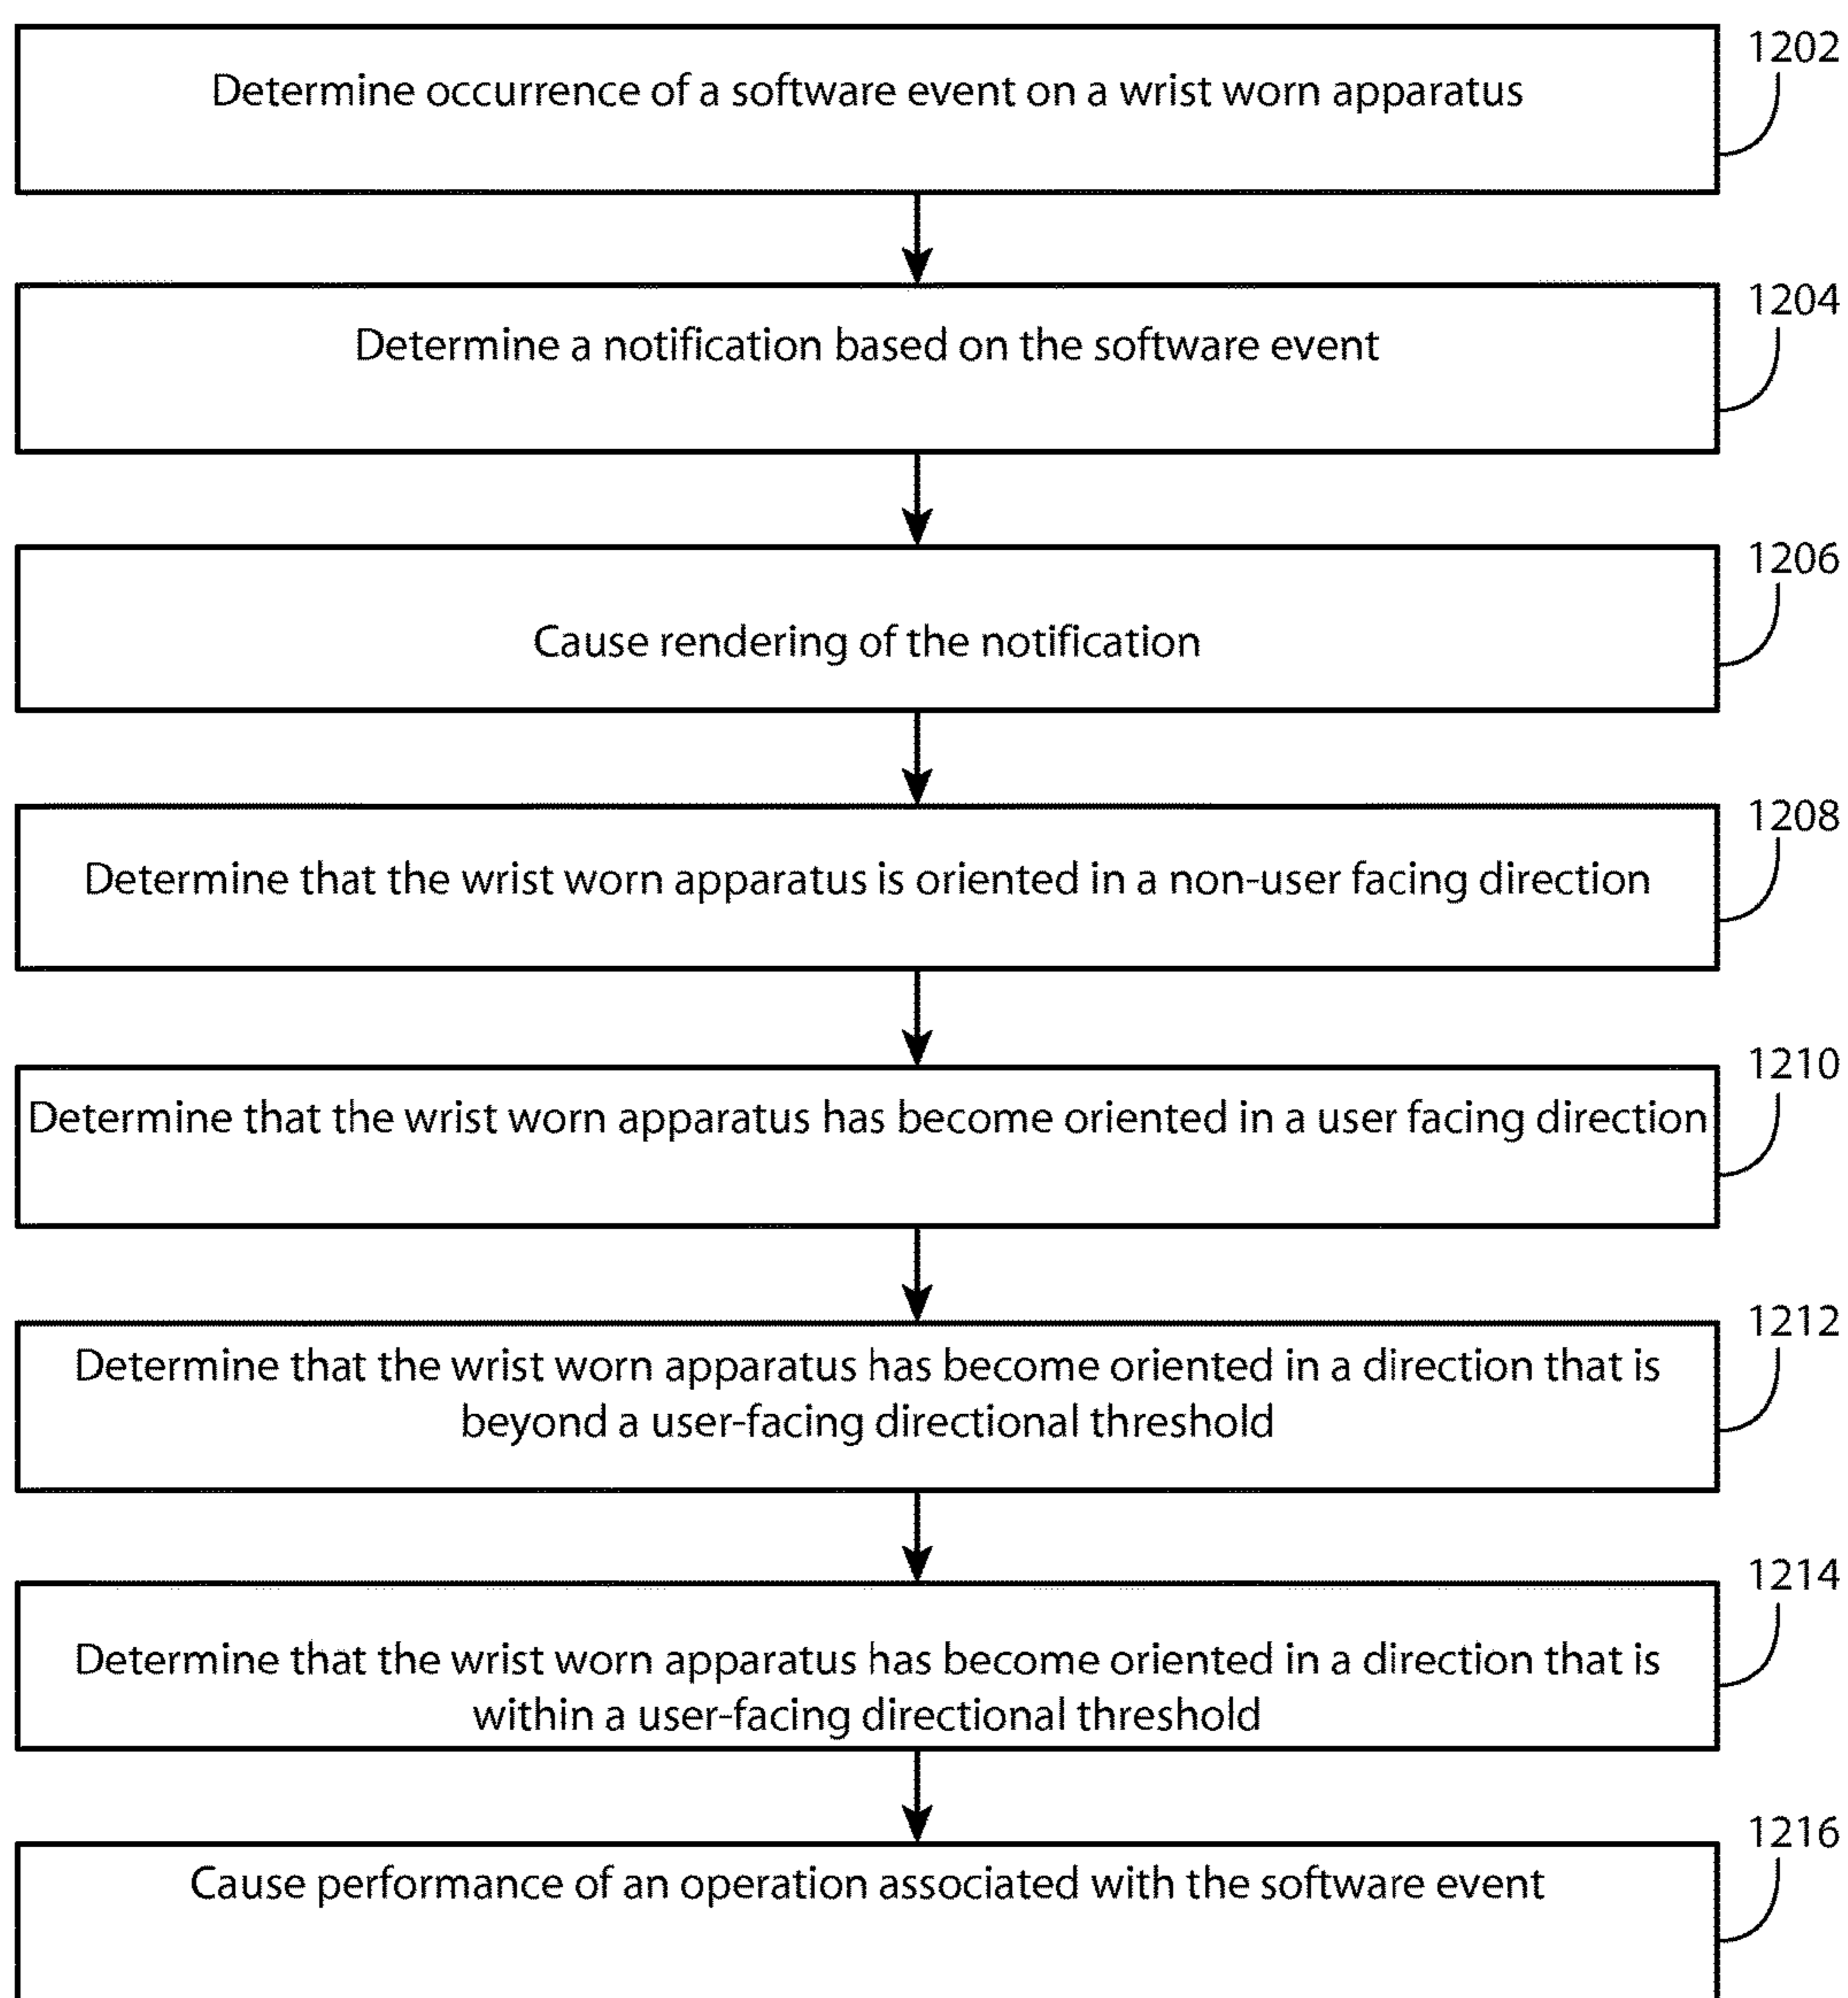 1202
Determine occurrence of a software event on a wrist worn apparatus
1204
Determine a notification based on the software event
1206
Cause rendering of the notification
1208
Determine that the wrist worn apparatus is oriented in a non-user facing direction
1210
Determine that the wrist worn apparatus has become oriented in a user facing direction
1212
Determine that the wrist worn apparatus has become oriented in a direction that is
beyond a user-facing directional threshold
1214
Determine that the wrist worn apparatus has become oriented in a direction that is
within a user-facing directional threshold
1216
Cause performance of an operation associated with the software event